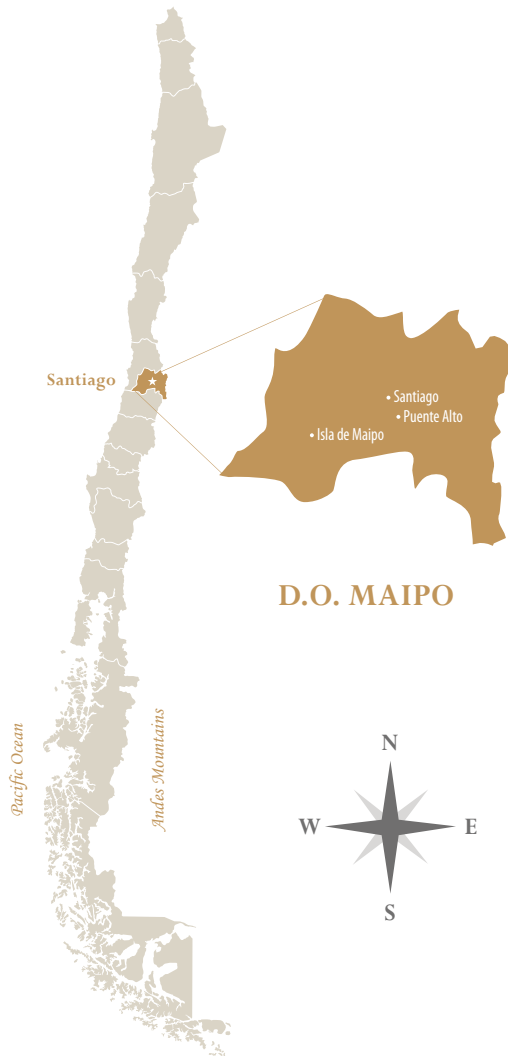 Santiago
• Santiago
• Puente Alto
• Isla de Maipo
D.O. MAIPO
Pacific Ocean
Andes Mountains
N
W
E
S